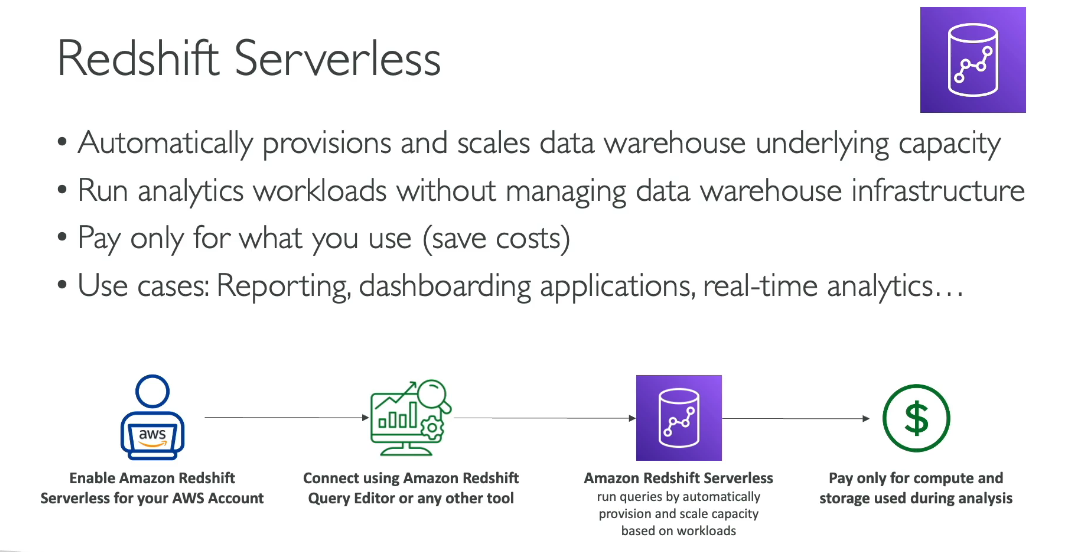 Redshift Serverless
• Automatically provisions and scales data warehouse underlying capacity
• Run analytics workloads without managing data warehouse infrastructure
• Pay only for what you use (save costs)
• Use cases: Reporting, dashboarding applications, real-time analytics…
aws
Enable Amazon Redshift
Serverless for your AWS Account
Connect using Amazon Redshift
Query Editor or any other tool
Amazon Redshift Serverless
run queries by automatically
provision and scale capacity
based on workloads
$
Pay only for compute and
storage used during analysis